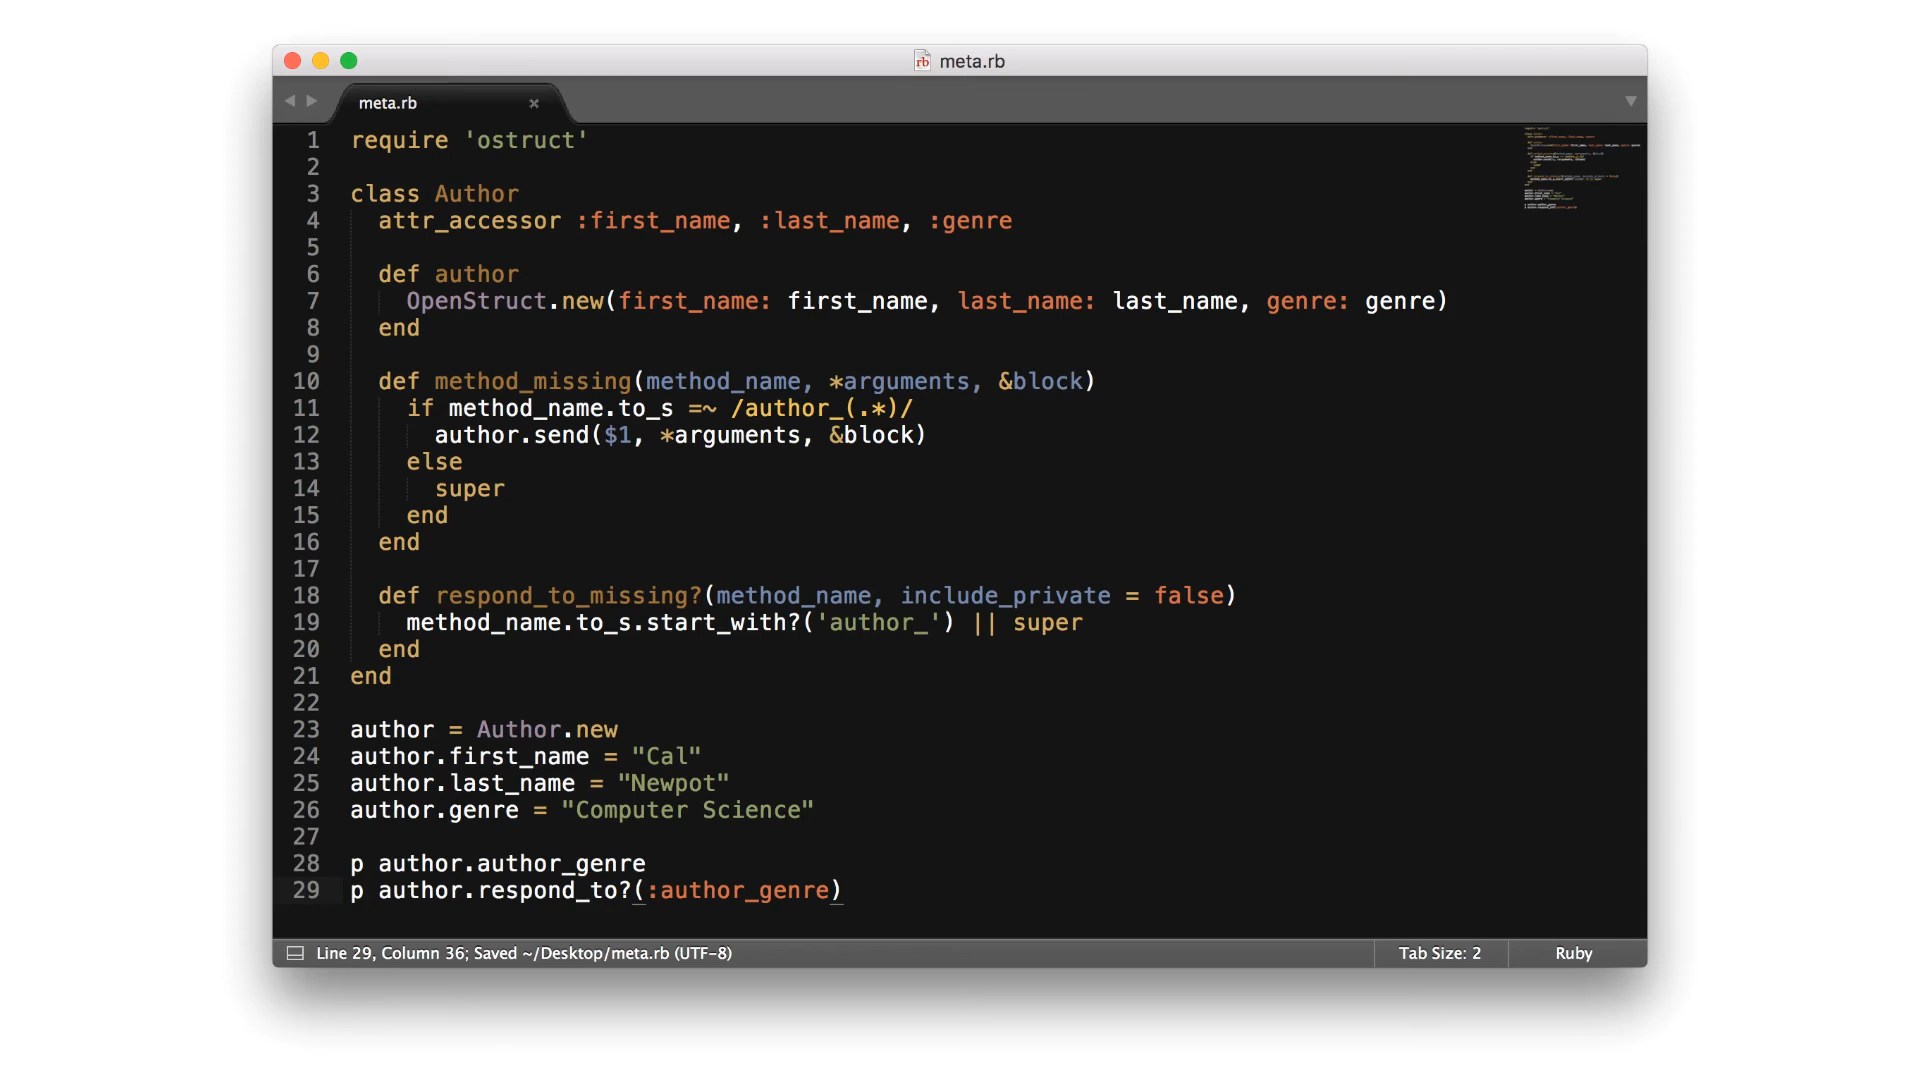 rb meta.rb
meta.rb ×
1 require 'ostruct'
2
3 class Author
4   attr_accessor :first_name, :last_name, :genre
5
6   def author
7     OpenStruct.new(first_name: first_name, last_name: last_name, genre: genre)
8   end
9
10   def method_missing(method_name, *arguments, &block)
11     if method_name.to_s =~ /author_(.*)/
12       author.send($1, *arguments, &block)
13     else
14       super
15     end
16   end
17
18   def respond_to_missing?(method_name, include_private = false)
19     method_name.to_s.start_with?('author_') || super
20   end
21 end
22
23 author = Author.new
24 author.first_name = "Cal"
25 author.last_name = "Newpot"
26 author.genre = "Computer Science"
27
28 p author.author_genre
29 p author.respond_to?(:author_genre)
Line 29, Column 36; Saved ~/Desktop/meta.rb (UTF-8) Tab Size: 2 Ruby